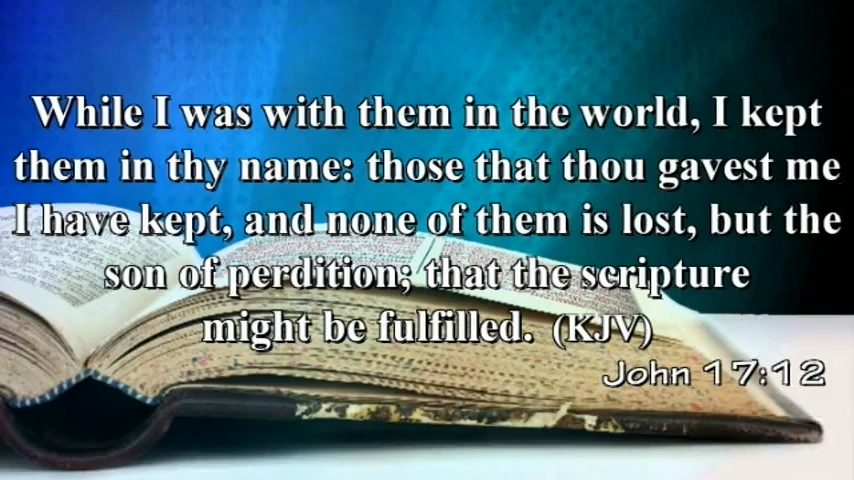 While I was with them in the world, I kept
them in thy name: those that thou gavest me
I have kept, and none of them is lost, but the
son of perdition; that the scripture
might be fulfilled. (KJV)
John 17:12